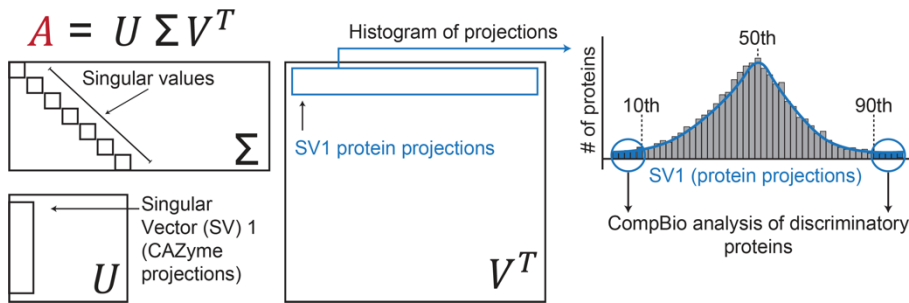 A = U Σ V^T
Singular values
Σ
Singular
Vector (SV) 1
(CAZyme
projections)
U
Histogram of projections
SV1 protein projections
V^T
# of proteins
10th
50th
90th
SV1 (protein projections)
CompBio analysis of discriminatory
proteins